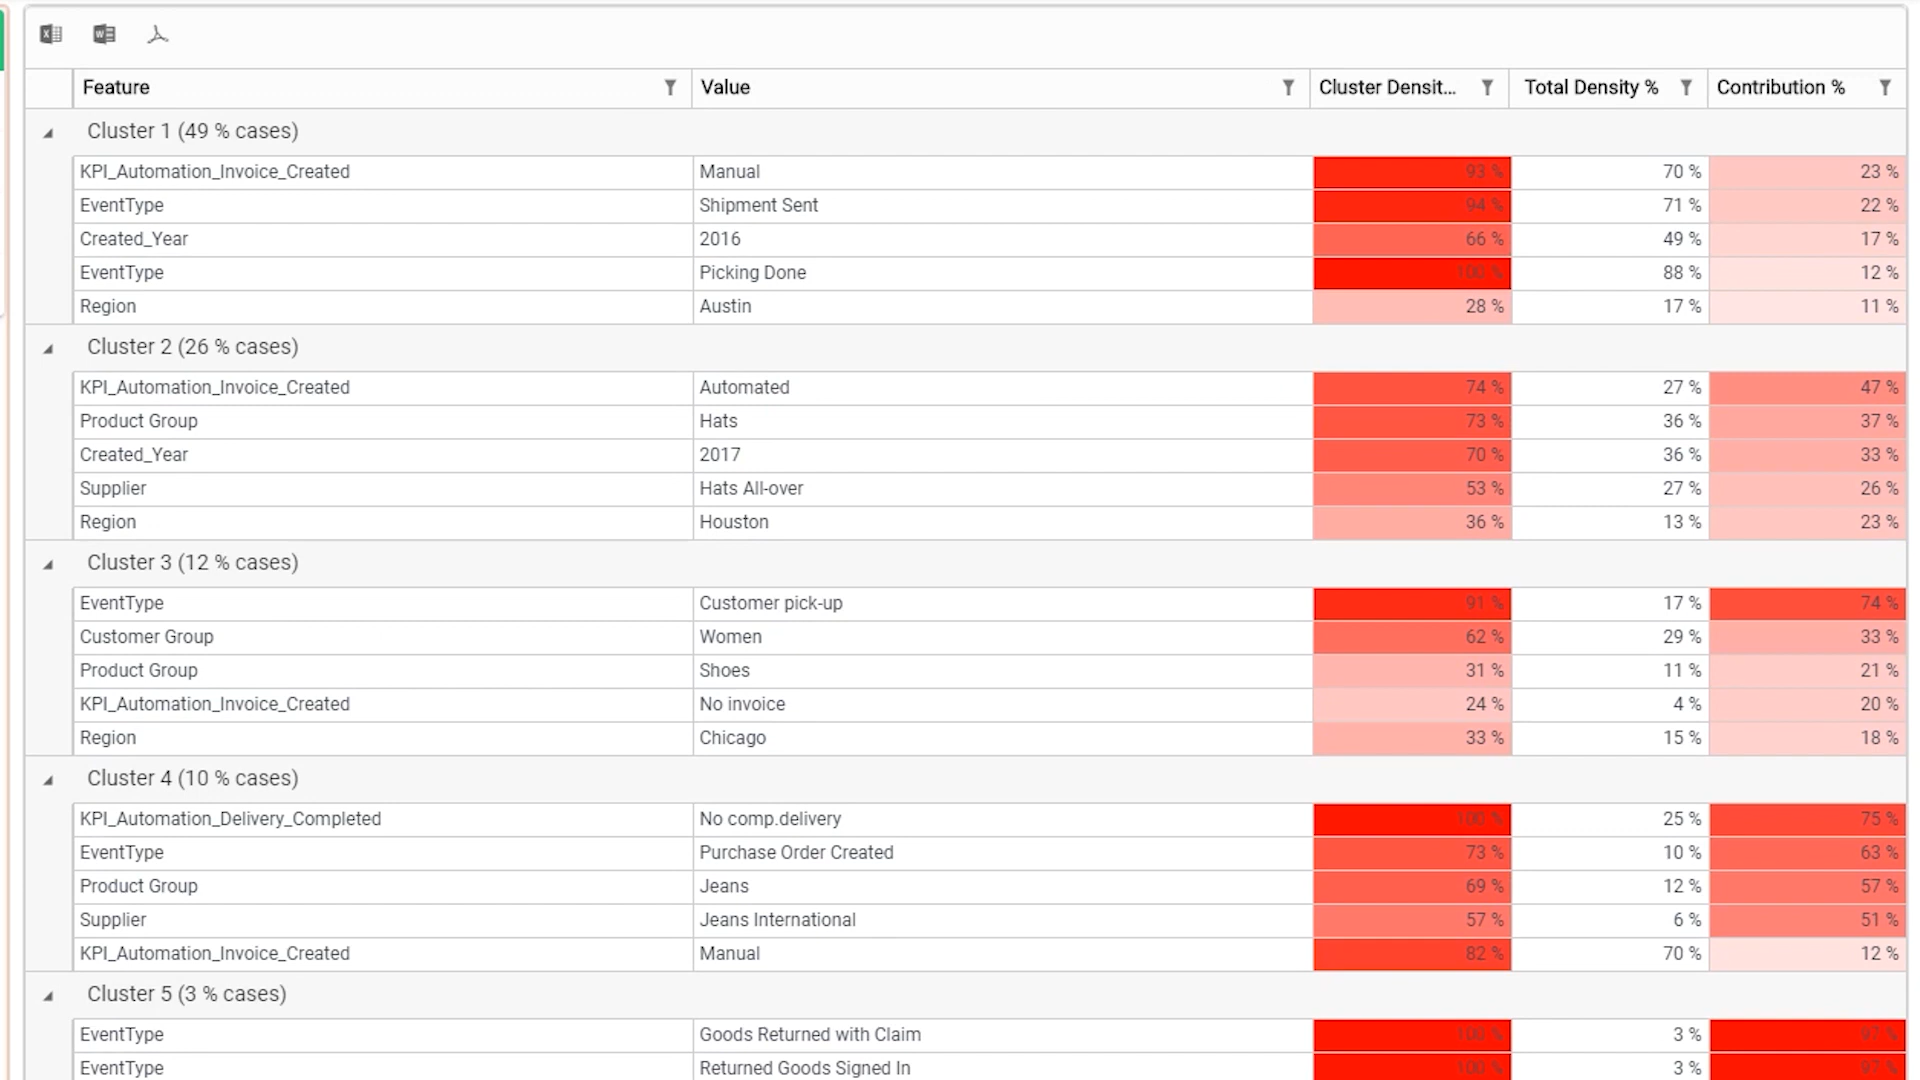 Feature Value Cluster Densit... Total Density % Contribution %
Cluster 1 (49 % cases)
KPI_Automation_Invoice_Created Manual 93 % 70 % 23 %
EventType Shipment Sent 94 % 71 % 22 %
Created_Year 2016 66 % 49 % 17 %
EventType Picking Done 100 % 88 % 12 %
Region Austin 28 % 17 % 11 %
Cluster 2 (26 % cases)
KPI_Automation_Invoice_Created Automated 74 % 27 % 47 %
Product Group Hats 73 % 36 % 37 %
Created_Year 2017 70 % 36 % 33 %
Supplier Hats All-over 53 % 27 % 26 %
Region Houston 36 % 13 % 23 %
Cluster 3 (12 % cases)
EventType Customer pick-up 91 % 17 % 74 %
Customer Group Women 62 % 29 % 33 %
Product Group Shoes 31 % 11 % 21 %
KPI_Automation_Invoice_Created No invoice 24 % 4 % 20 %
Region Chicago 33 % 15 % 18 %
Cluster 4 (10 % cases)
KPI_Automation_Delivery_Completed No comp.delivery 100 % 25 % 75 %
EventType Purchase Order Created 73 % 10 % 63 %
Product Group Jeans 69 % 12 % 57 %
Supplier Jeans International 57 % 6 % 51 %
KPI_Automation_Invoice_Created Manual 82 % 70 % 12 %
Cluster 5 (3 % cases)
EventType Goods Returned with Claim 100 % 3 % 97 %
EventType Returned Goods Signed In 100 % 3 % 97 %